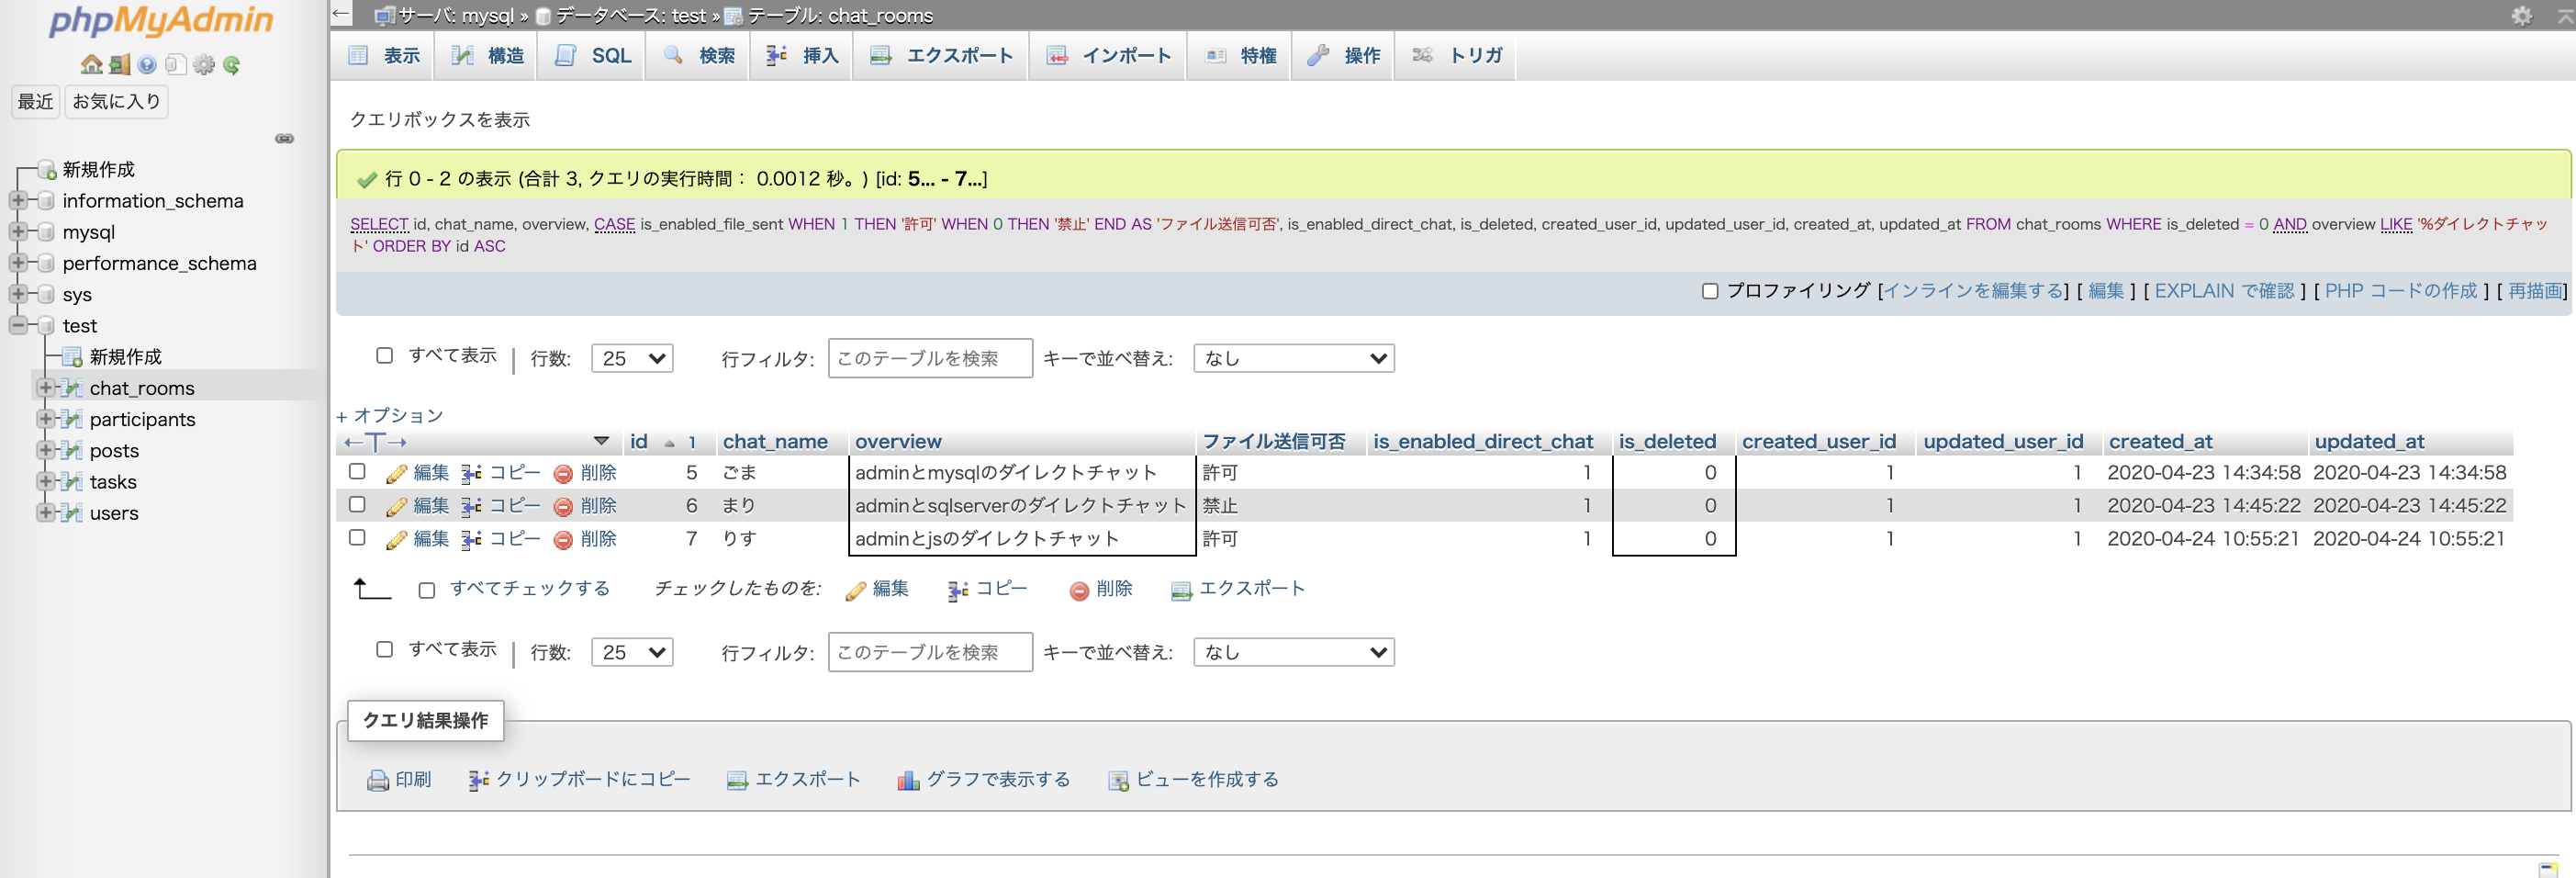 phpMyAdmin
最近 お気に入り
新規作成
information_schema
mysql
performance_schema
sys
test
新規作成
chat_rooms
participants
posts
tasks
users
サーバ: mysql » データベース: test » テーブル: chat_rooms
表示 構造 SQL 検索 挿入 エクスポート インポート 特権 操作 トリガ
クエリボックスを表示
行 0 - 2 の表示 (合計 3, クエリの実行時間： 0.0012 秒。) [id: 5... - 7...]
SELECT id, chat_name, overview, CASE is_enabled_file_sent WHEN 1 THEN '許可' WHEN 0 THEN '禁止' END AS 'ファイル送信可否', is_enabled_direct_chat, is_deleted, created_user_id, updated_user_id, created_at, updated_at FROM chat_rooms WHERE is_deleted = 0 AND overview LIKE '%ダイレクトチャッ
ト' ORDER BY id ASC
プロファイリング [インラインを編集する] [ 編集 ] [ EXPLAIN で確認 ] [ PHP コードの作成 ] [ 再描画]
すべて表示 | 行数: 25 行フィルタ: このテーブルを検索 キーで並べ替え: なし
+ オプション
←T→ id 1 chat_name overview ファイル送信可否 is_enabled_direct_chat is_deleted created_user_id updated_user_id created_at updated_at
編集 コピー 削除 5 ごま adminとmysqlのダイレクトチャット 許可 1 0 1 1 2020-04-23 14:34:58 2020-04-23 14:34:58
編集 コピー 削除 6 まり adminとsqlserverのダイレクトチャット 禁止 1 0 1 1 2020-04-23 14:45:22 2020-04-23 14:45:22
編集 コピー 削除 7 りす adminとjsのダイレクトチャット 許可 1 0 1 1 2020-04-24 10:55:21 2020-04-24 10:55:21
すべてチェックする チェックしたものを: 編集 コピー 削除 エクスポート
すべて表示 | 行数: 25 行フィルタ: このテーブルを検索 キーで並べ替え: なし
クエリ結果操作
印刷 クリップボードにコピー エクスポート グラフで表示する ビューを作成する